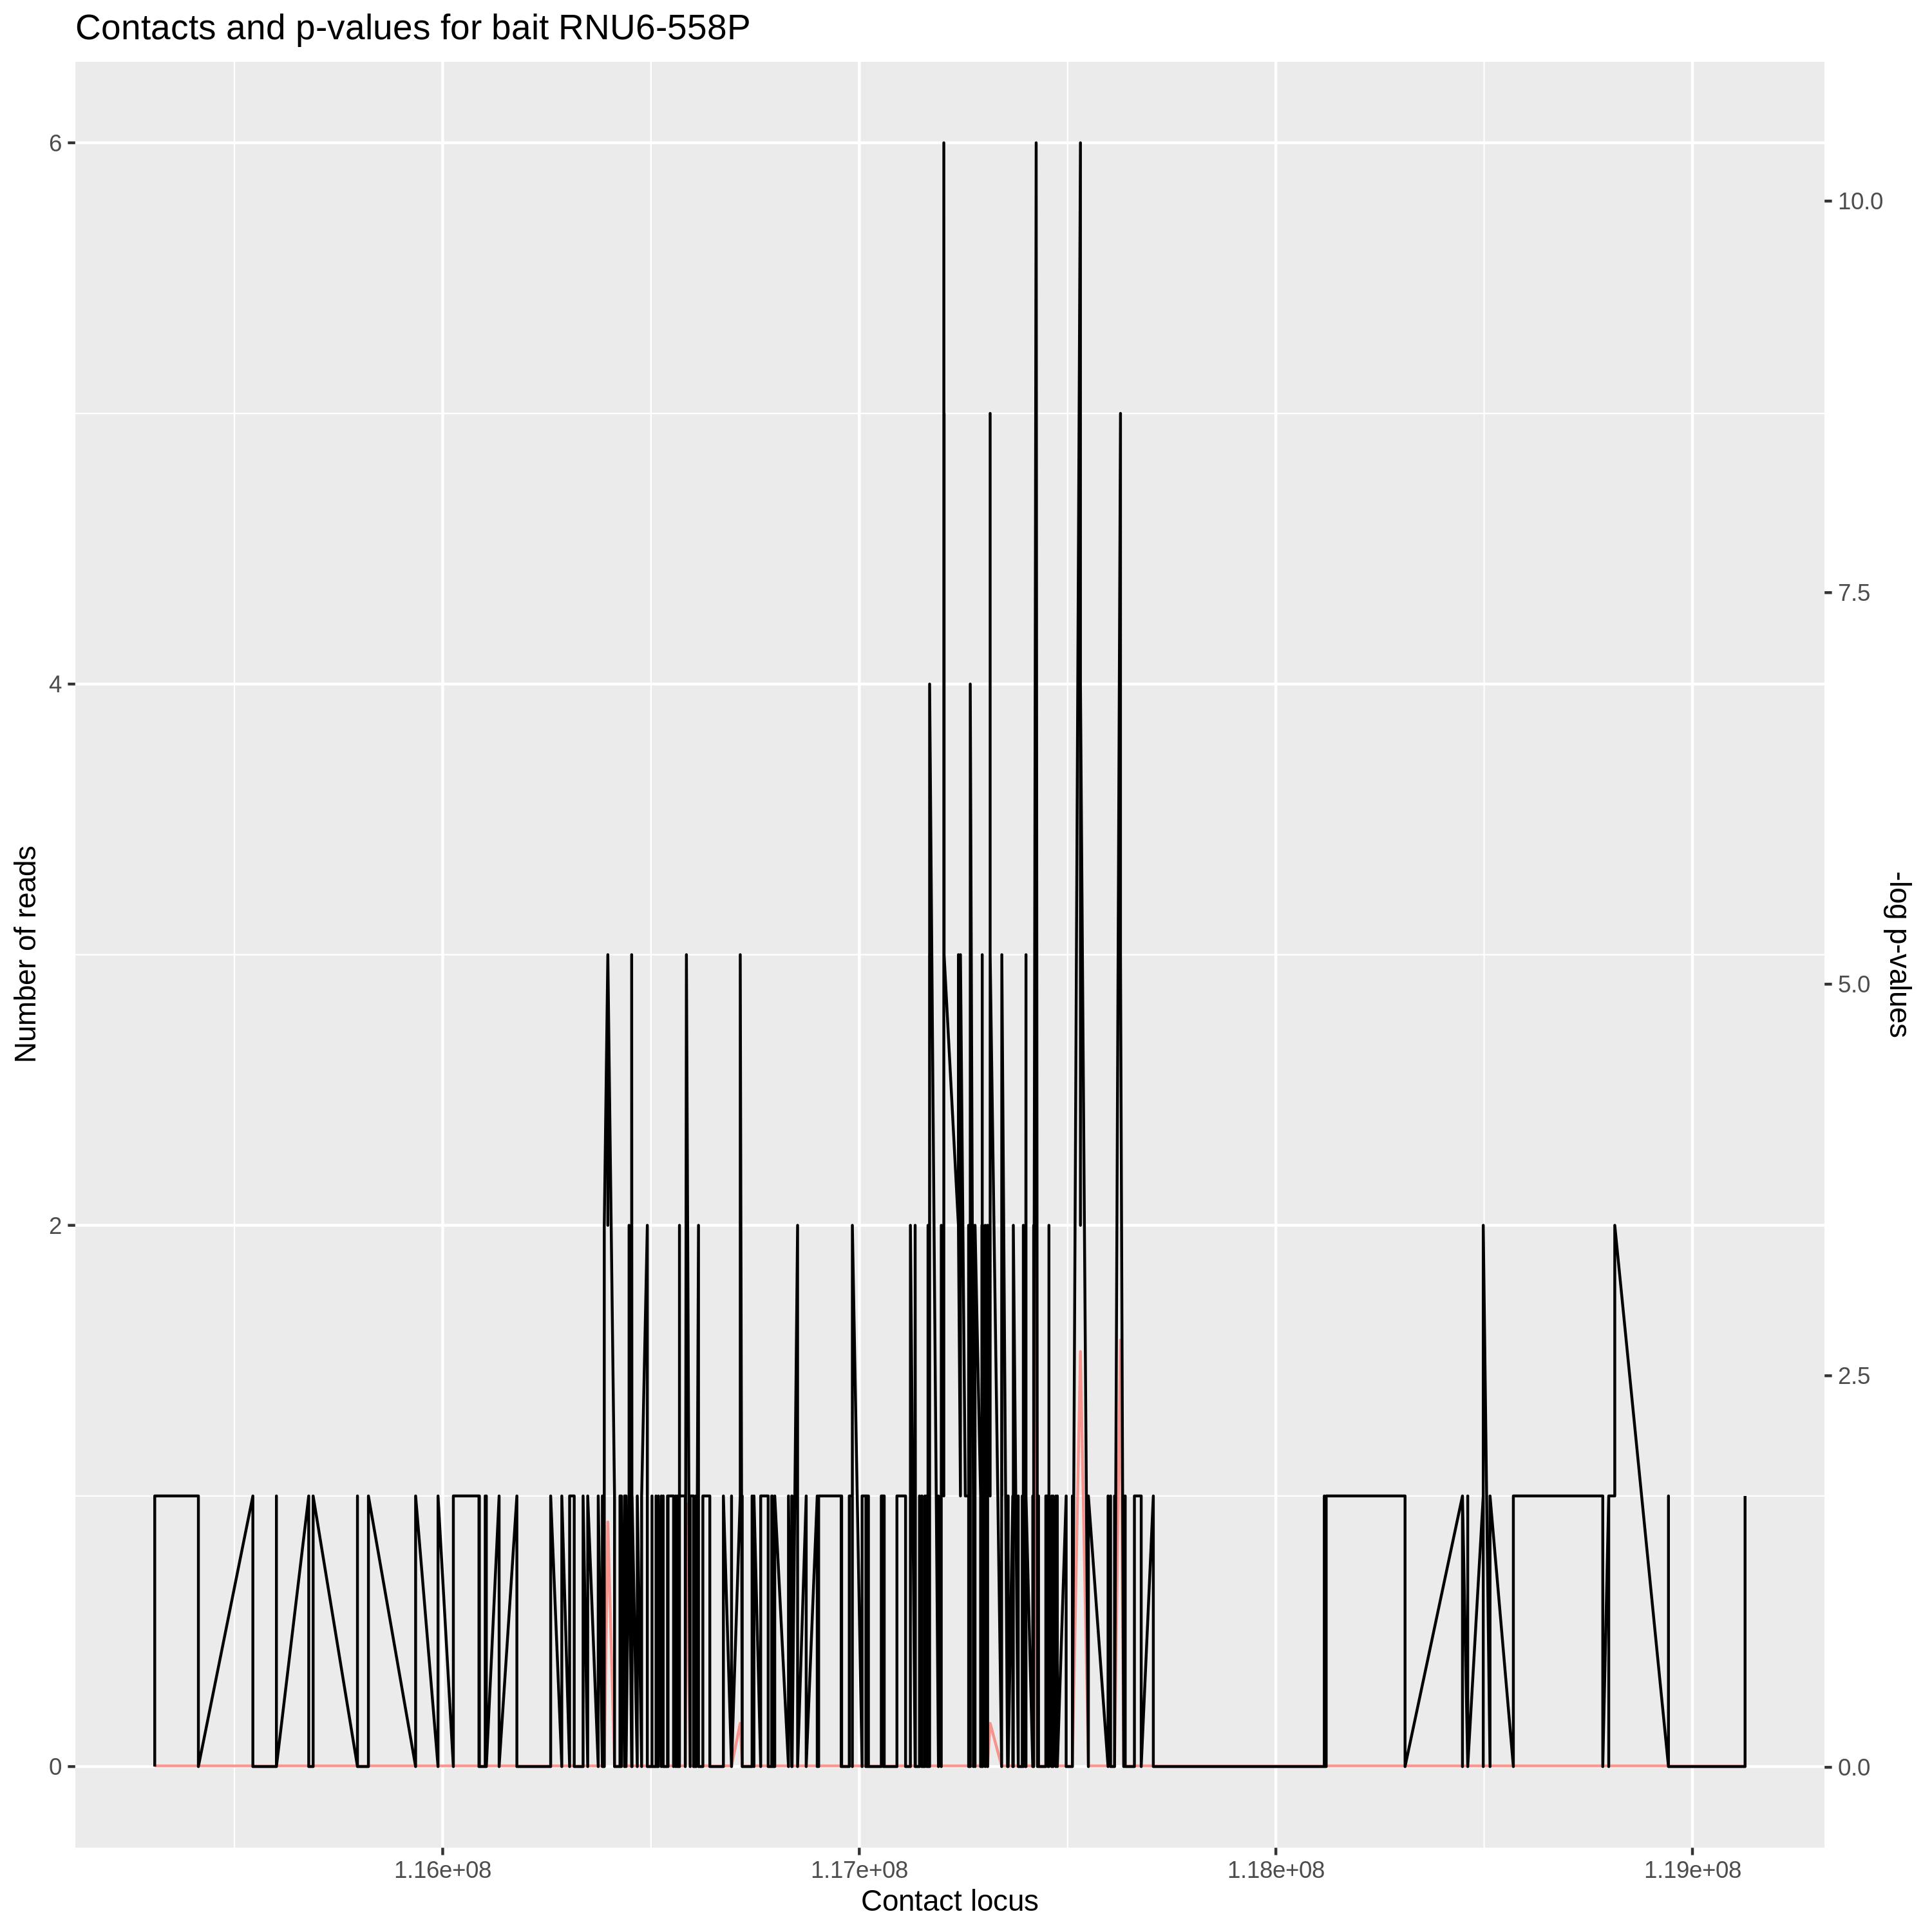 Contacts and p-values for bait RNU6-558P
6
4
2
0
Number of reads
10.0
7.5
5.0
2.5
0.0
-log p-values
1.16e+08
1.17e+08
1.18e+08
1.19e+08
Contact locus